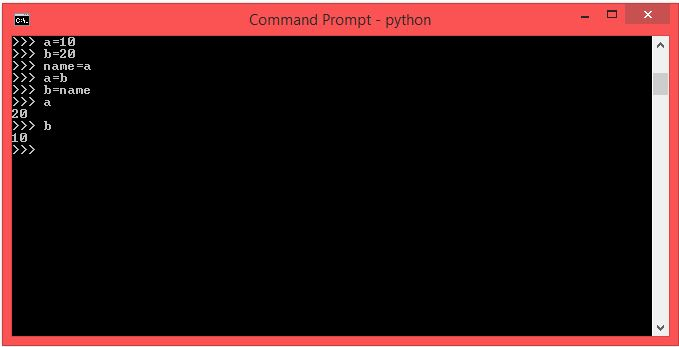 Command Prompt - python
>>> a=10
>>> b=20
>>> name=a
>>> a=b
>>> b=name
>>> a
20
>>> b
10
>>>